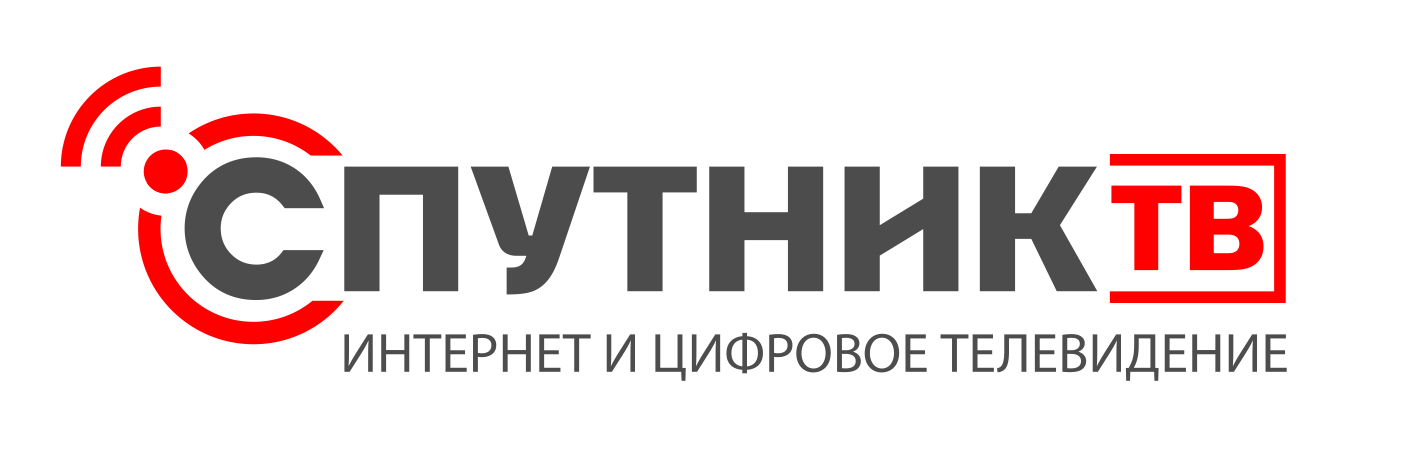 СПУТНИК ТВ
ИНТЕРНЕТ И ЦИФРОВОЕ ТЕЛЕВИДЕНИЕ